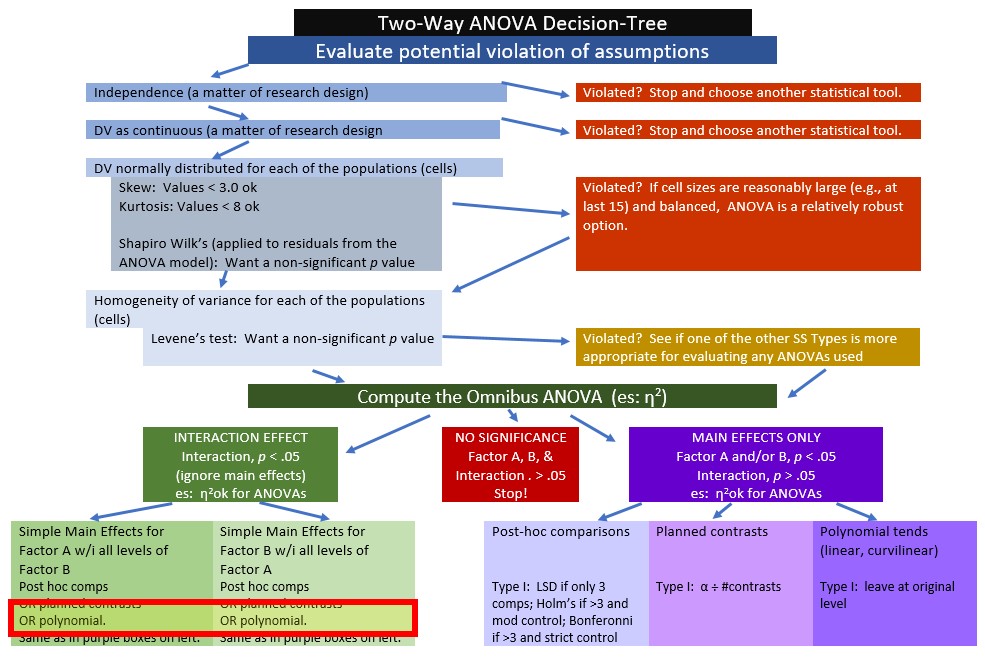 Two-Way ANOVA Decision-Tree
Evaluate potential violation of assumptions
Independence (a matter of research design)
Violated?  Stop and choose another statistical tool.
DV as continuous (a matter of research design
Violated?  Stop and choose another statistical tool.
DV normally distributed for each of the populations (cells)
Skew:  Values < 3.0 ok
Kurtosis: Values < 8 ok
Shapiro Wilk's (applied to residuals from the
ANOVA model):  Want a non-significant p value
Violated?  If cell sizes are reasonably large (e.g., at
last 15) and balanced,  ANOVA is a relatively robust
option.
Homogeneity of variance for each of the populations
(cells)
Levene's test:  Want a non-significant p value
Violated?  See if one of the other SS Types is more
appropriate for evaluating any ANOVAs used
Compute the Omnibus ANOVA  (es: η²)
INTERACTION EFFECT
Interaction, p < .05
(ignore main effects)
es:  η²ok for ANOVAs
NO SIGNIFICANCE
Factor A, B, &
Interaction . > .05
Stop!
MAIN EFFECTS ONLY
Factor A and/or B, p < .05
Interaction, p > .05
es:  η²ok for ANOVAs
Simple Main Effects for
Factor A w/i all levels of
Factor B
Post hoc comps
OR planned contrasts
OR polynomial.
Same as in purple boxes on left.
Simple Main Effects for
Factor B w/i all levels of
Factor A
Post hoc comps
OR planned contrasts
OR polynomial.
Same as in purple boxes on left.
Post-hoc comparisons
Type I:  LSD if only 3
comps; Holm's if >3 and
mod control; Bonferonni
if >3 and strict control
Planned contrasts
Type I:  α ÷ #contrasts
Polynomial tends
(linear, curvilinear)
Type I:  leave at original
level